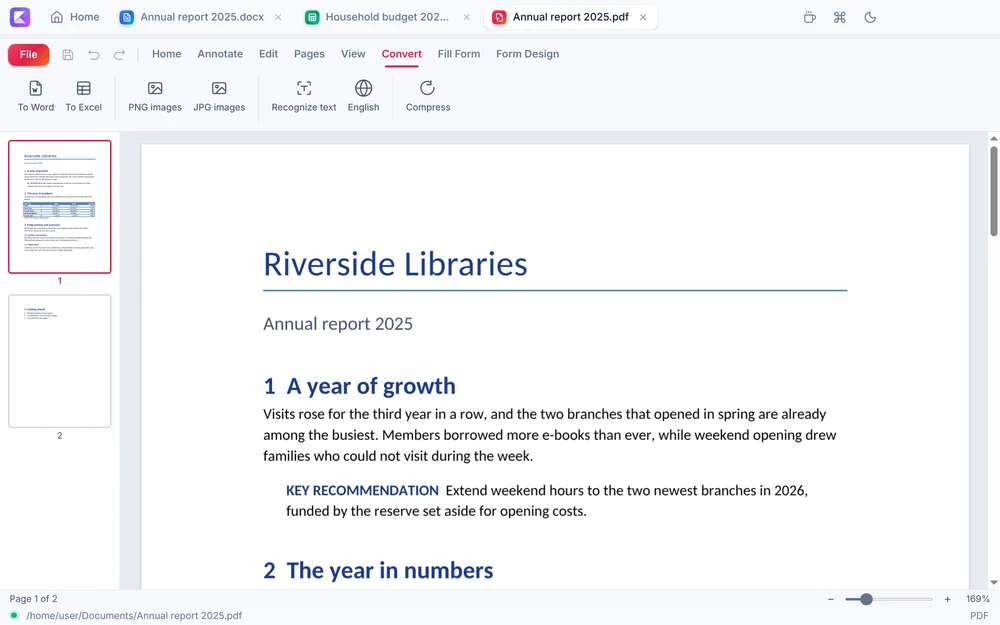 Home
Annual report 2025.docx
Household budget 202...
Annual report 2025.pdf
File
Home
Annotate
Edit
Pages
View
Convert
Fill Form
Form Design
To Word
To Excel
PNG images
JPG images
Recognize text
English
Compress
Riverside Libraries
1
2
Riverside Libraries
Annual report 2025
1 A year of growth
Visits rose for the third year in a row, and the two branches that opened in spring are already
among the busiest. Members borrowed more e-books than ever, while weekend opening drew
families who could not visit during the week.
KEY RECOMMENDATION Extend weekend hours to the two newest branches in 2026,
funded by the reserve set aside for opening costs.
2 The year in numbers
Page 1 of 2
169%
/home/user/Documents/Annual report 2025.pdf
PDF